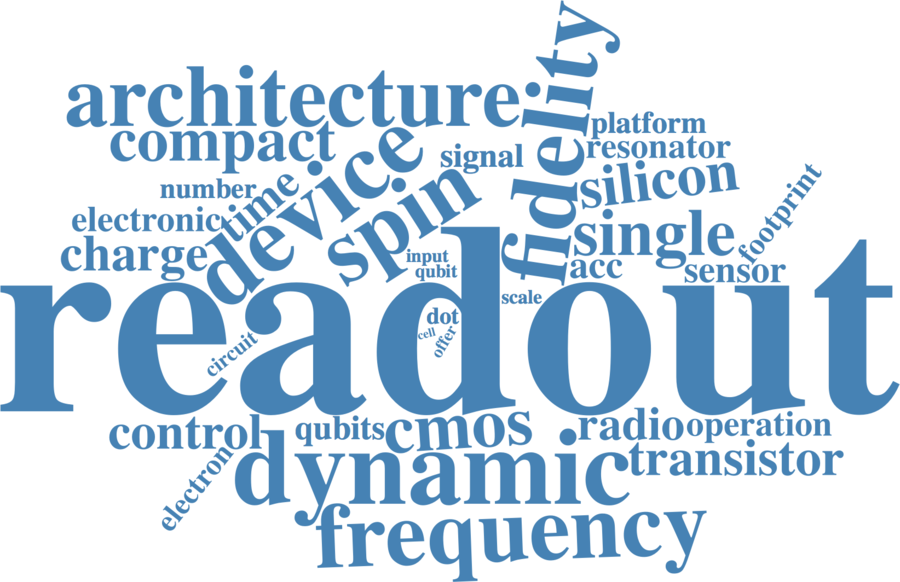 fidelity
architecture
platform
compact
resonator
signal
device
silicon
number
time
spin
footprint
electronic
single
charge
input
acc
sensor
qubit
readout
scale
dot
cell
offer
circuit
control
qubits
cmos
radio
operation
electron
dynamic
transistor
frequency